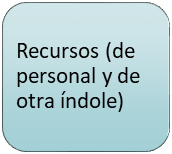 Recursos (de
personal y de
otra índole)